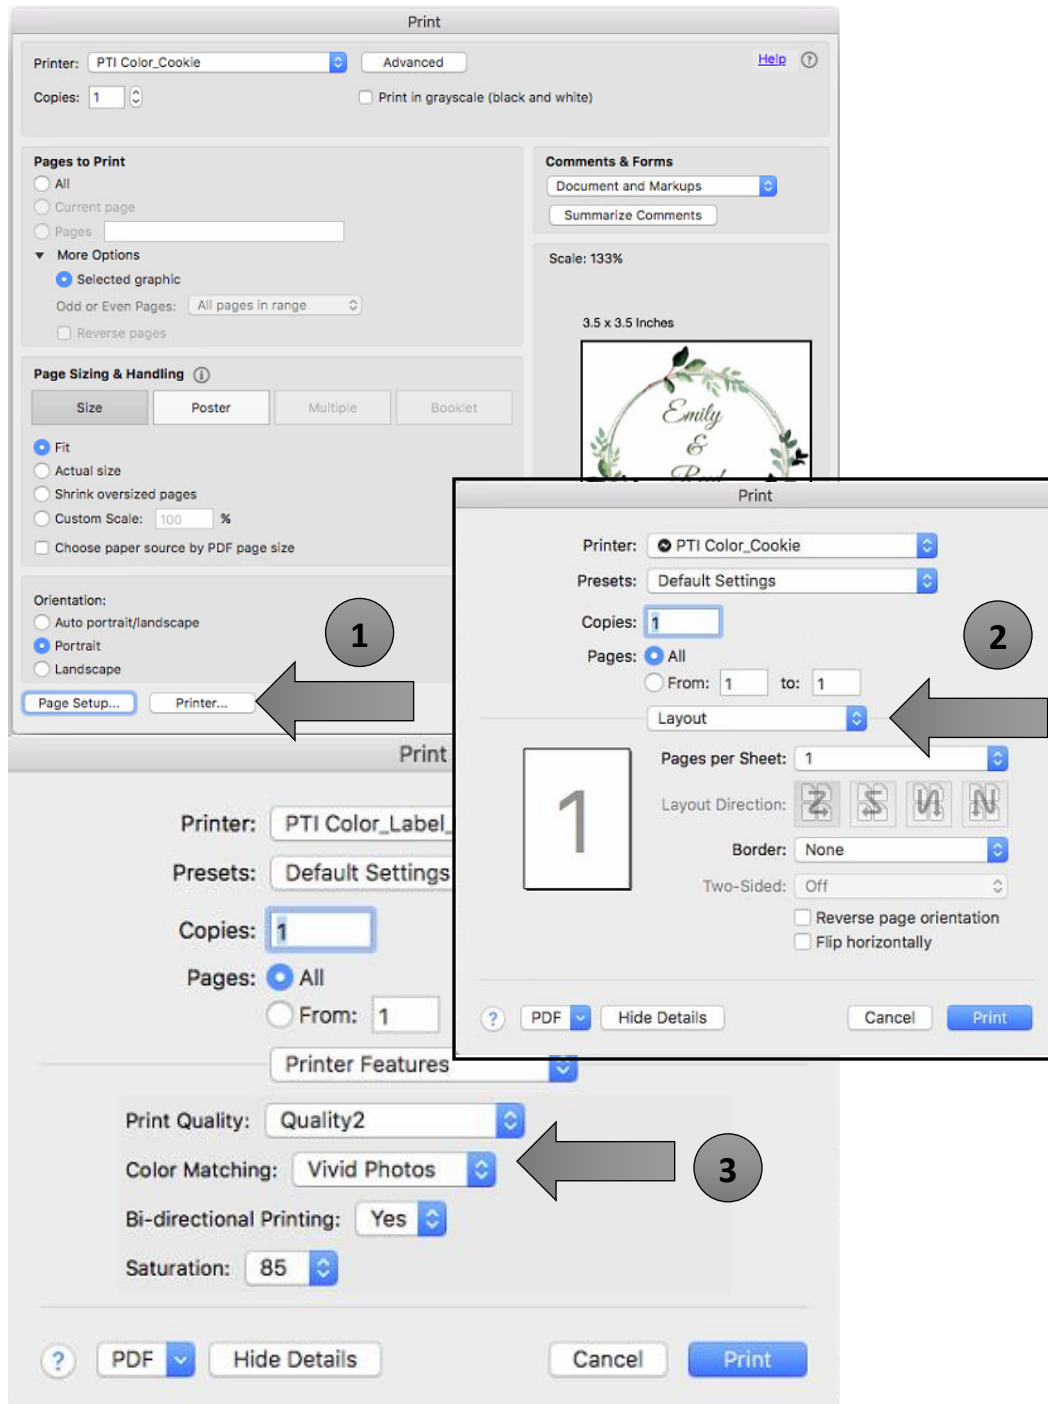 Print
Printer: PTI Color_Cookie Advanced Help ?
Copies: 1 Print in grayscale (black and white)
Pages to Print
All
Current page
Pages
More Options
Selected graphic
Odd or Even Pages: All pages in range
Reverse pages
Comments & Forms
Document and Markups
Summarize Comments
Scale: 133%
3.5 x 3.5 Inches
Emily
&
Page Sizing & Handling i
Size Poster Multiple Booklet
Fit
Actual size
Shrink oversized pages
Custom Scale: 100 %
Choose paper source by PDF page size
Orientation:
Auto portrait/landscape
Portrait
Landscape
Page Setup... Printer...
1
Print
Printer: PTI Color_Cookie
Presets: Default Settings
Copies: 1
Pages: All
From: 1 to: 1
Layout
2
Pages per Sheet: 1
1
Layout Direction:
Border: None
Two-Sided: Off
Reverse page orientation
Flip horizontally
? PDF Hide Details Cancel Print
Print
Printer: PTI Color_Label_
Presets: Default Settings
Copies: 1
Pages: All
From: 1
Printer Features
Print Quality: Quality2
Color Matching: Vivid Photos
3
Bi-directional Printing: Yes
Saturation: 85
? PDF Hide Details Cancel Print